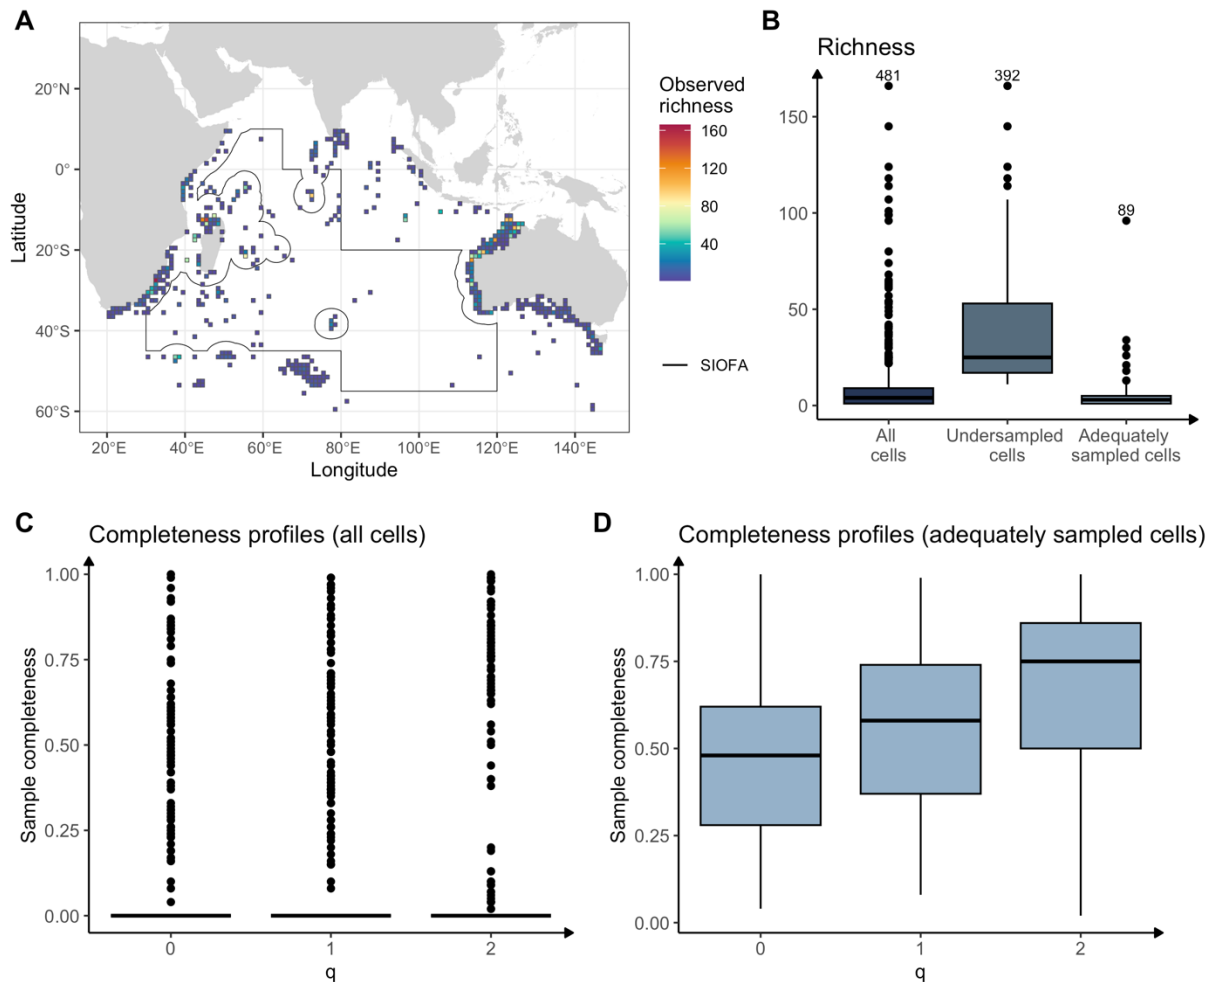 A
20°N
0°
20°S
40°S
60°S
Latitude
20°E
40°E
60°E
80°E
100°E
120°E
140°E
Longitude
Observed
richness
160
120
80
40
SIOFA
B
Richness
481
392
89
150
100
50
0
All
cells
Undersampled
cells
Adequately
sampled cells
C
Completeness profiles (all cells)
1.00
0.75
0.50
0.25
0.00
Sample completeness
0
1
2
q
D
Completeness profiles (adequately sampled cells)
1.00
0.75
0.50
0.25
0.00
Sample completeness
0
1
2
q